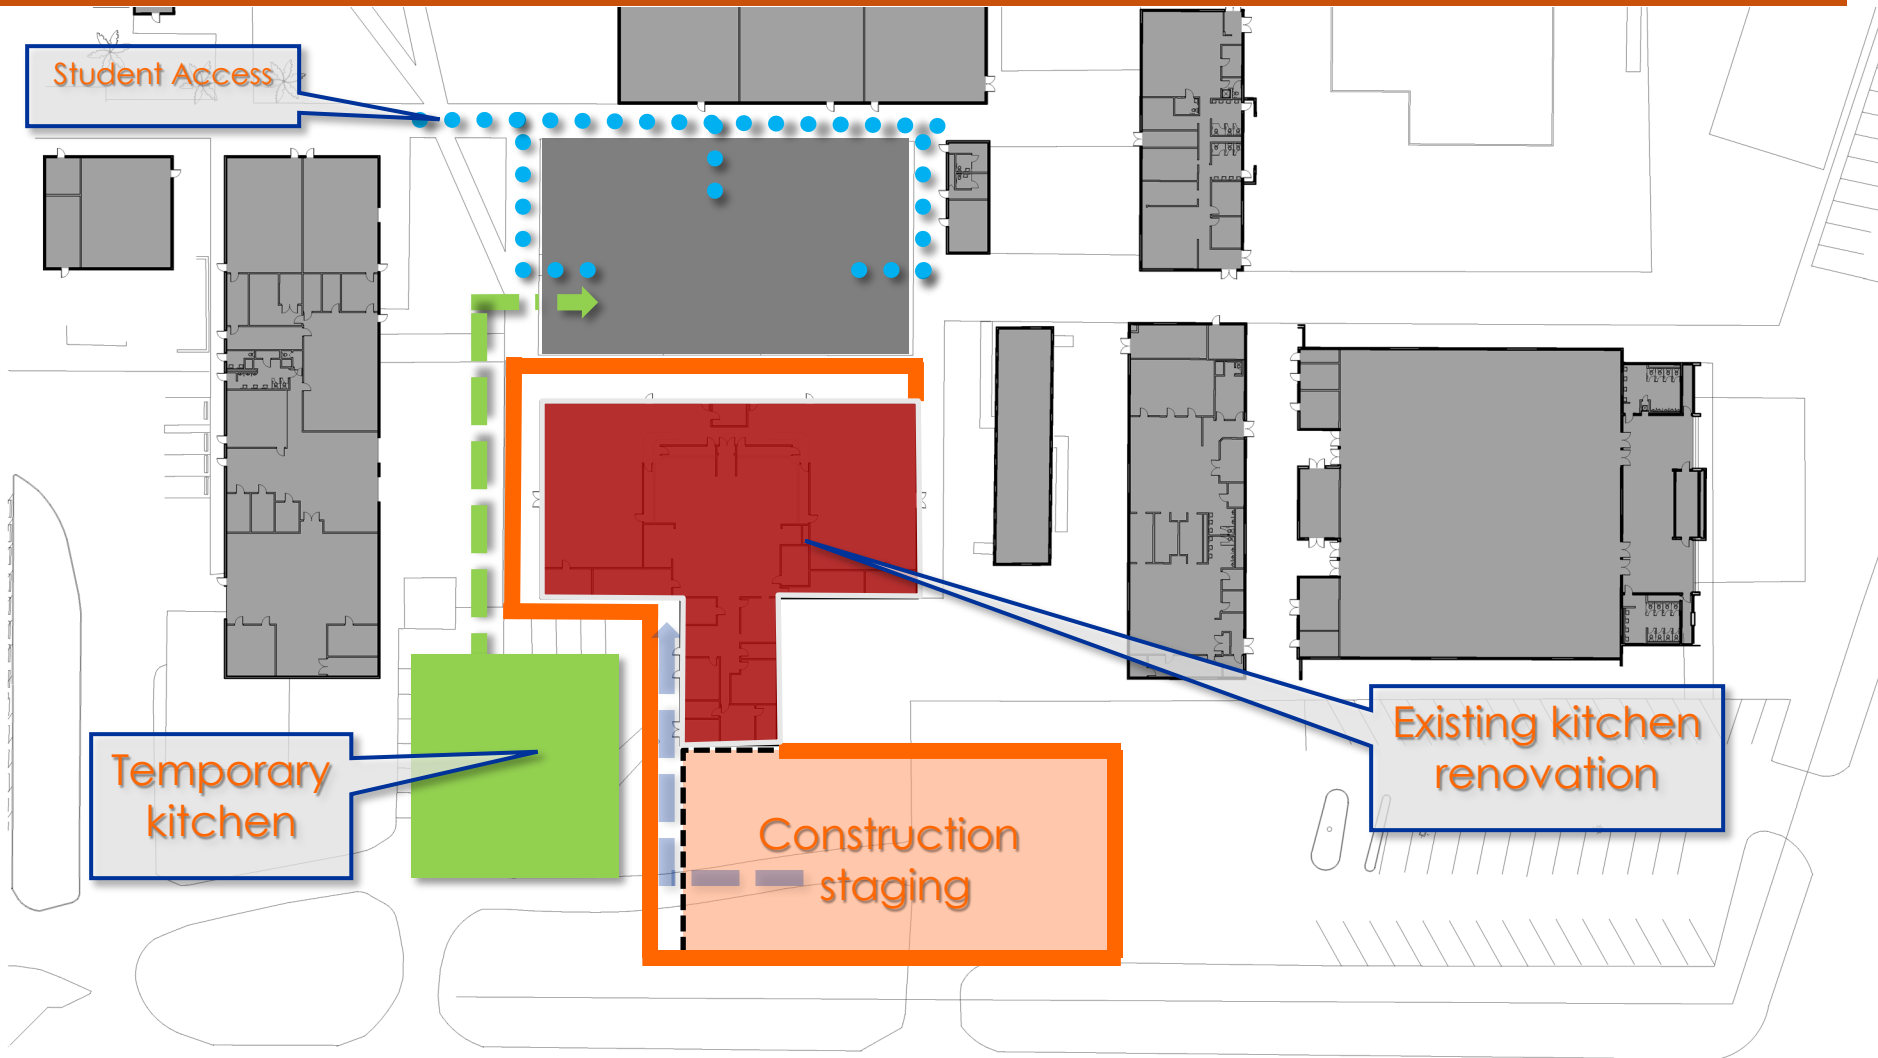 Student Access
Temporary
kitchen
Existing kitchen
renovation
Construction
staging